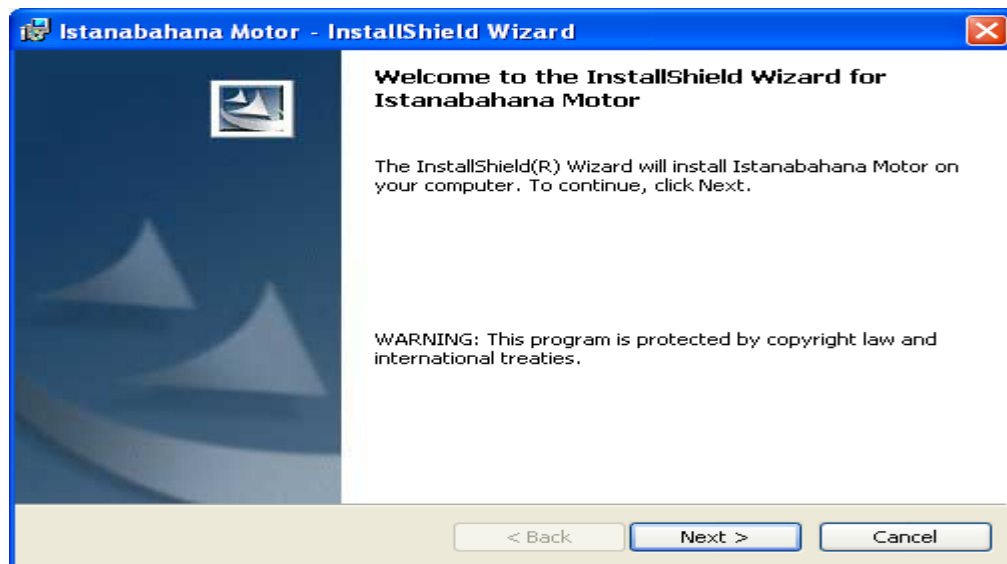 Istanabahana Motor - InstallShield Wizard
Welcome to the InstallShield Wizard for
Istanabahana Motor
The InstallShield(R) Wizard will install Istanabahana Motor on
your computer. To continue, click Next.
WARNING: This program is protected by copyright law and
international treaties.
< Back Next > Cancel